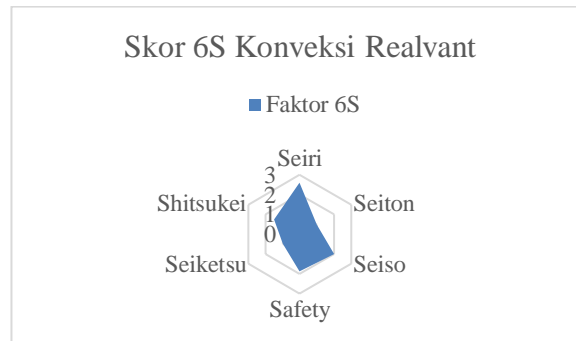 Skor 6S Konveksi Realvant
Faktor 6S
Seiri
3
Shitsukei
2
Seiton
1
0
Seiketsu
Seiso
Safety